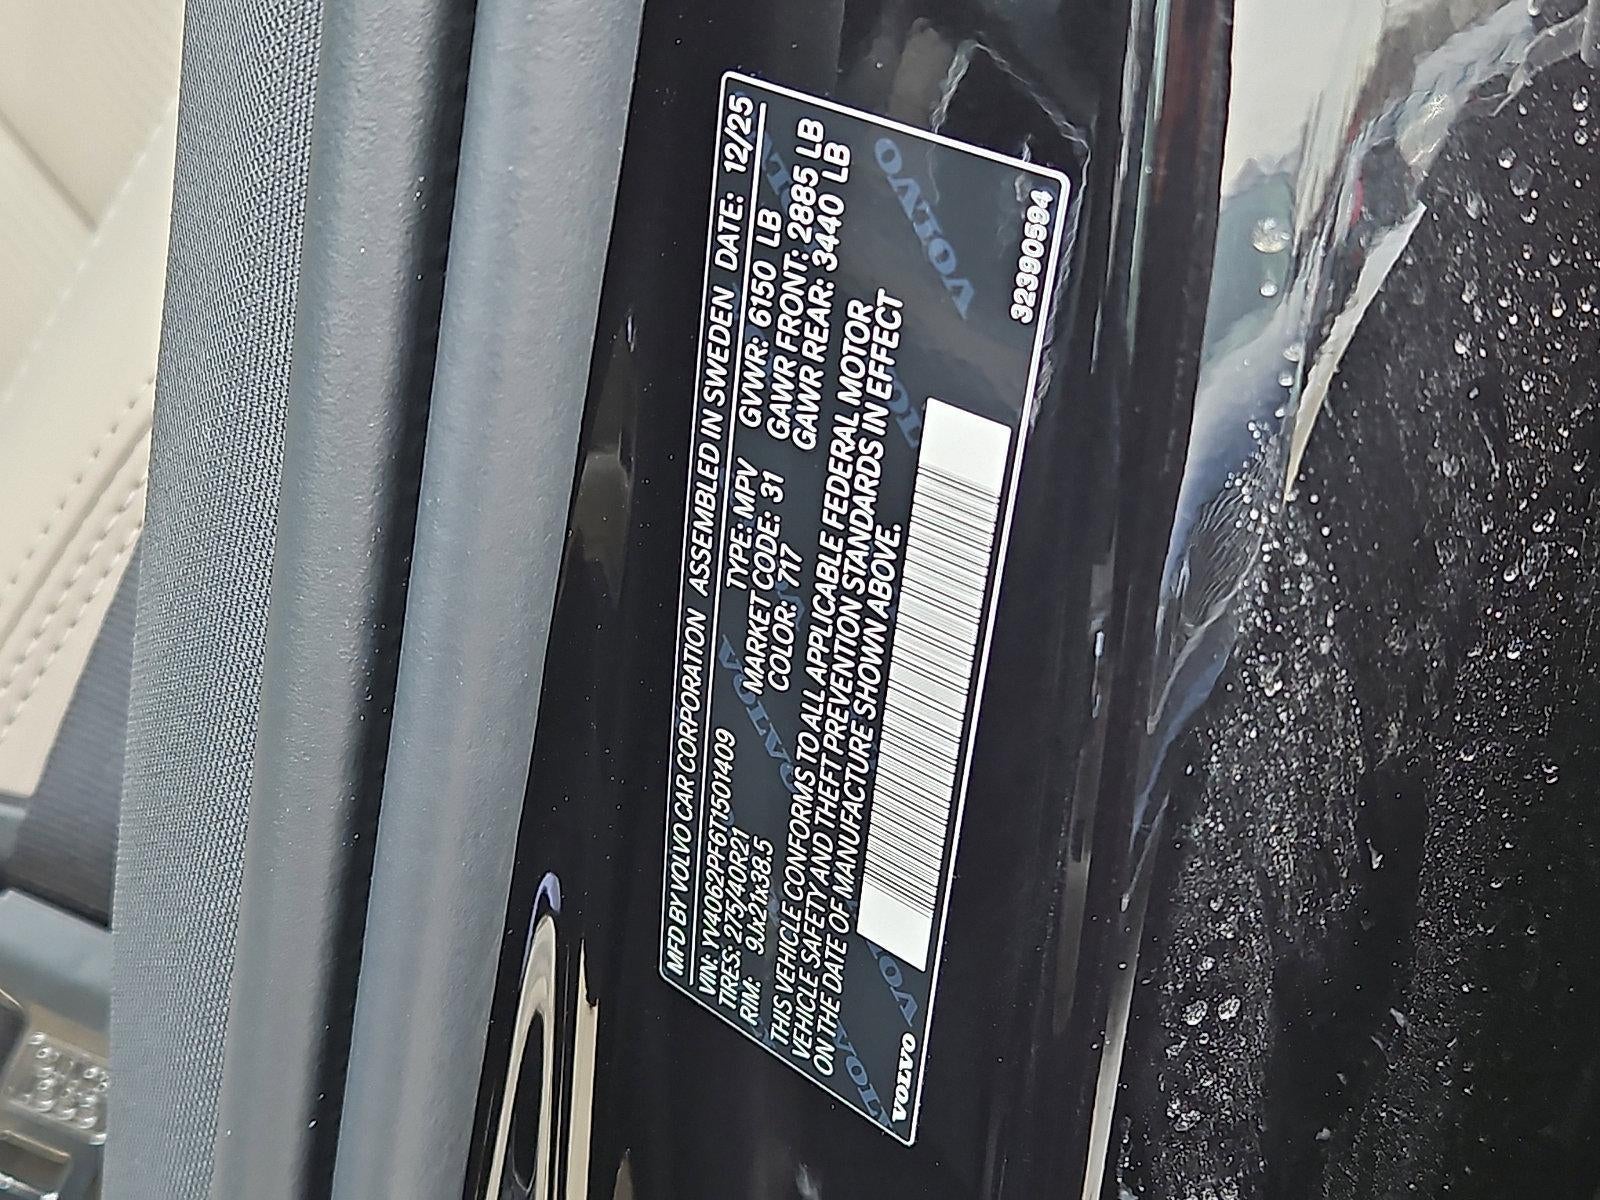 MFD BY VOLVO CAR CORPORATION ASSEMBLED IN SWEDEN DATE: 12/25
VIN: YV4062PF6T1501409 TYPE: MPV GVWR: 6150 LB
TIRES: 275/40R21 MARKET CODE: 31 GAWR FRONT: 2885 LB
RIM: 9Jx21x38.5 COLOR: 717 GAWR REAR: 3440 LB
THIS VEHICLE CONFORMS TO ALL APPLICABLE FEDERAL MOTOR
VEHICLE SAFETY AND THEFT PREVENTION STANDARDS IN EFFECT
ON THE DATE OF MANUFACTURE SHOWN ABOVE.
VOLVO
32390594